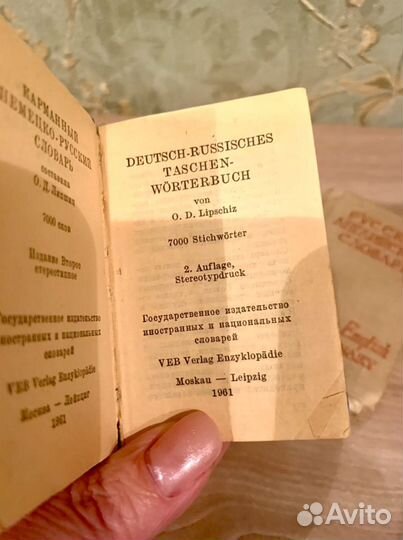 КАРМАННЫЙ
НЕМЕЦКО-РУССКИЙ
СЛОВАРЬ
составила
О. Д. Липшиц
7000 слов
Издание второе
стереотипное
Государственное издательство
иностранных и национальных
словарей
VEB Verlag Enzyklopädie
Москва — Лейпциг
1961
DEUTSCH-RUSSISCHES
TASCHEN-
WÖRTERBUCH
von
O. D. Lipschiz
7000 Stichwörter
2. Auflage,
Stereotypdruck
Государственное издательство
иностранных и национальных
словарей
VEB Verlag Enzyklopädie
Moskau — Leipzig
1961
English
Avito